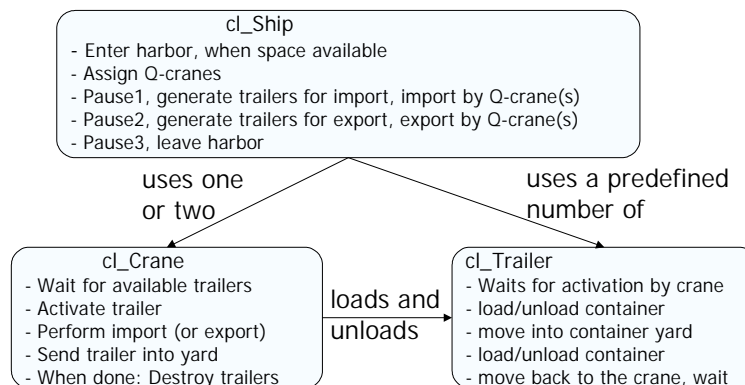 cl_Ship
- Enter harbor, when space available
- Assign Q-cranes
- Pause1, generate trailers for import, import by Q-crane(s)
- Pause2, generate trailers for export, export by Q-crane(s)
- Pause3, leave harbor
uses one
or two
uses a predefined
number of
cl_Crane
- Wait for available trailers
- Activate trailer
- Perform import (or export)
- Send trailer into yard
- When done: Destroy trailers
loads and
unloads
cl_Trailer
- Waits for activation by crane
- load/unload container
- move into container yard
- load/unload container
- move back to the crane, wait